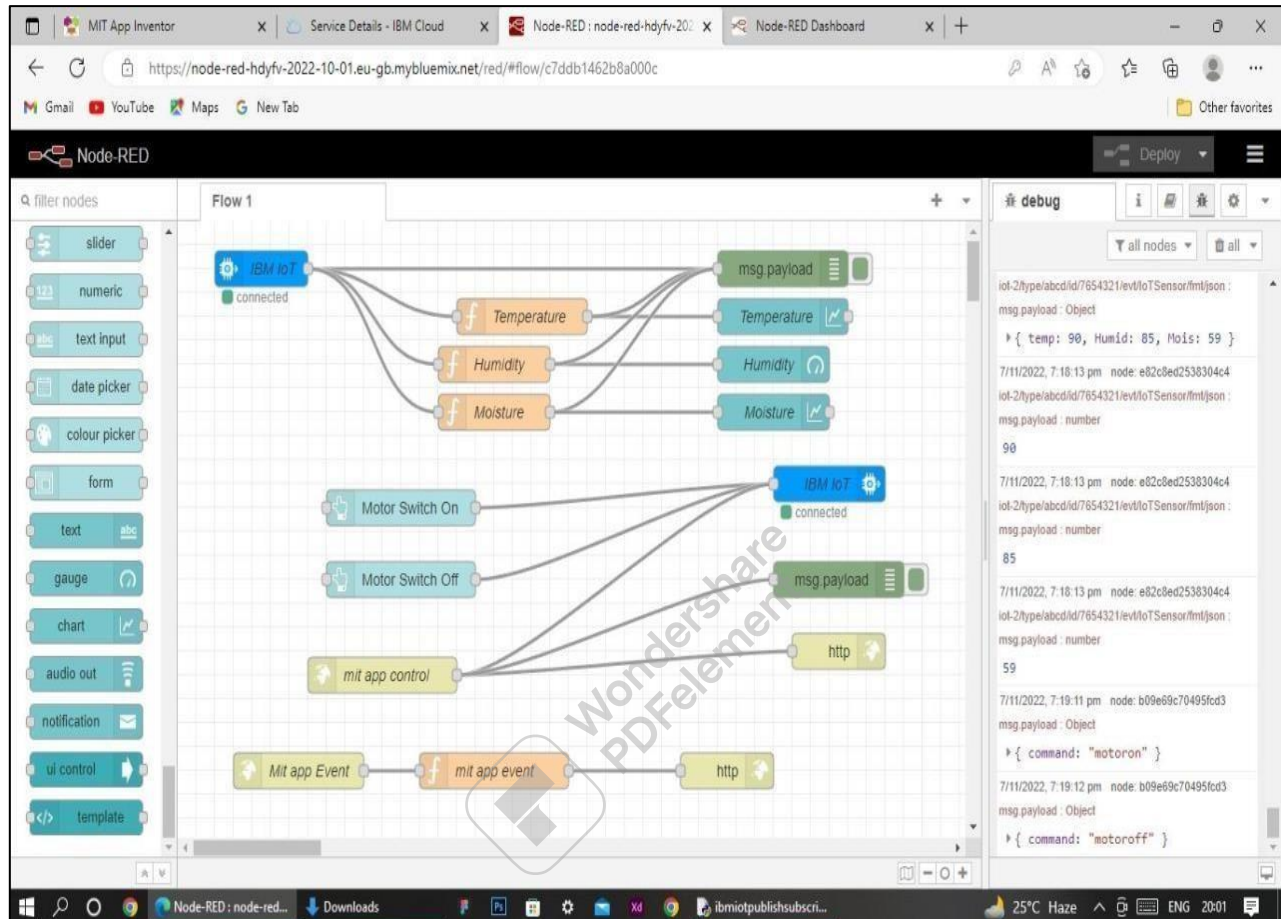 MIT App Inventor
Service Details - IBM Cloud
Node-RED : node-red-hdyfv-202
Node-RED Dashboard
https://node-red-hdyfv-2022-10-01.eu-gb.mybluemix.net/red/#flow/c7ddb1462b8a000c
Gmail YouTube Maps New Tab
Other favorites
Node-RED
Deploy
filter nodes
slider
numeric
text input
date picker
colour picker
form
text
gauge
chart
audio out
notification
ui control
template
Flow 1
IBM IoT
connected
Temperature
Humidity
Moisture
msg.payload
Temperature
Humidity
Moisture
Motor Switch On
Motor Switch Off
IBM IoT
connected
msg.payload
mit app control
http
Mit app Event
mit app event
http
Wondershare
PDFelement
debug
all nodes
all
iot-2/type/abcd/id/7654321/evt/IoTSensor/fmt/json :
msg.payload : Object
{ temp: 90, Humid: 85, Mois: 59 }
7/11/2022, 7:18:13 pm node: e82c8ed2538304c4
iot-2/type/abcd/id/7654321/evt/IoTSensor/fmt/json :
msg.payload : number
90
7/11/2022, 7:18:13 pm node: e82c8ed2538304c4
iot-2/type/abcd/id/7654321/evt/IoTSensor/fmt/json :
msg.payload : number
85
7/11/2022, 7:18:13 pm node: e82c8ed2538304c4
iot-2/type/abcd/id/7654321/evt/IoTSensor/fmt/json :
msg.payload : number
59
7/11/2022, 7:19:11 pm node: b09e69c70495fcd3
msg.payload : Object
{ command: "motoron" }
7/11/2022, 7:19:12 pm node: b09e69c70495fcd3
msg.payload : Object
{ command: "motoroff" }
Node-RED : node-red...
Downloads
ibmiotpublishsubscri...
25°C Haze
ENG
20:01